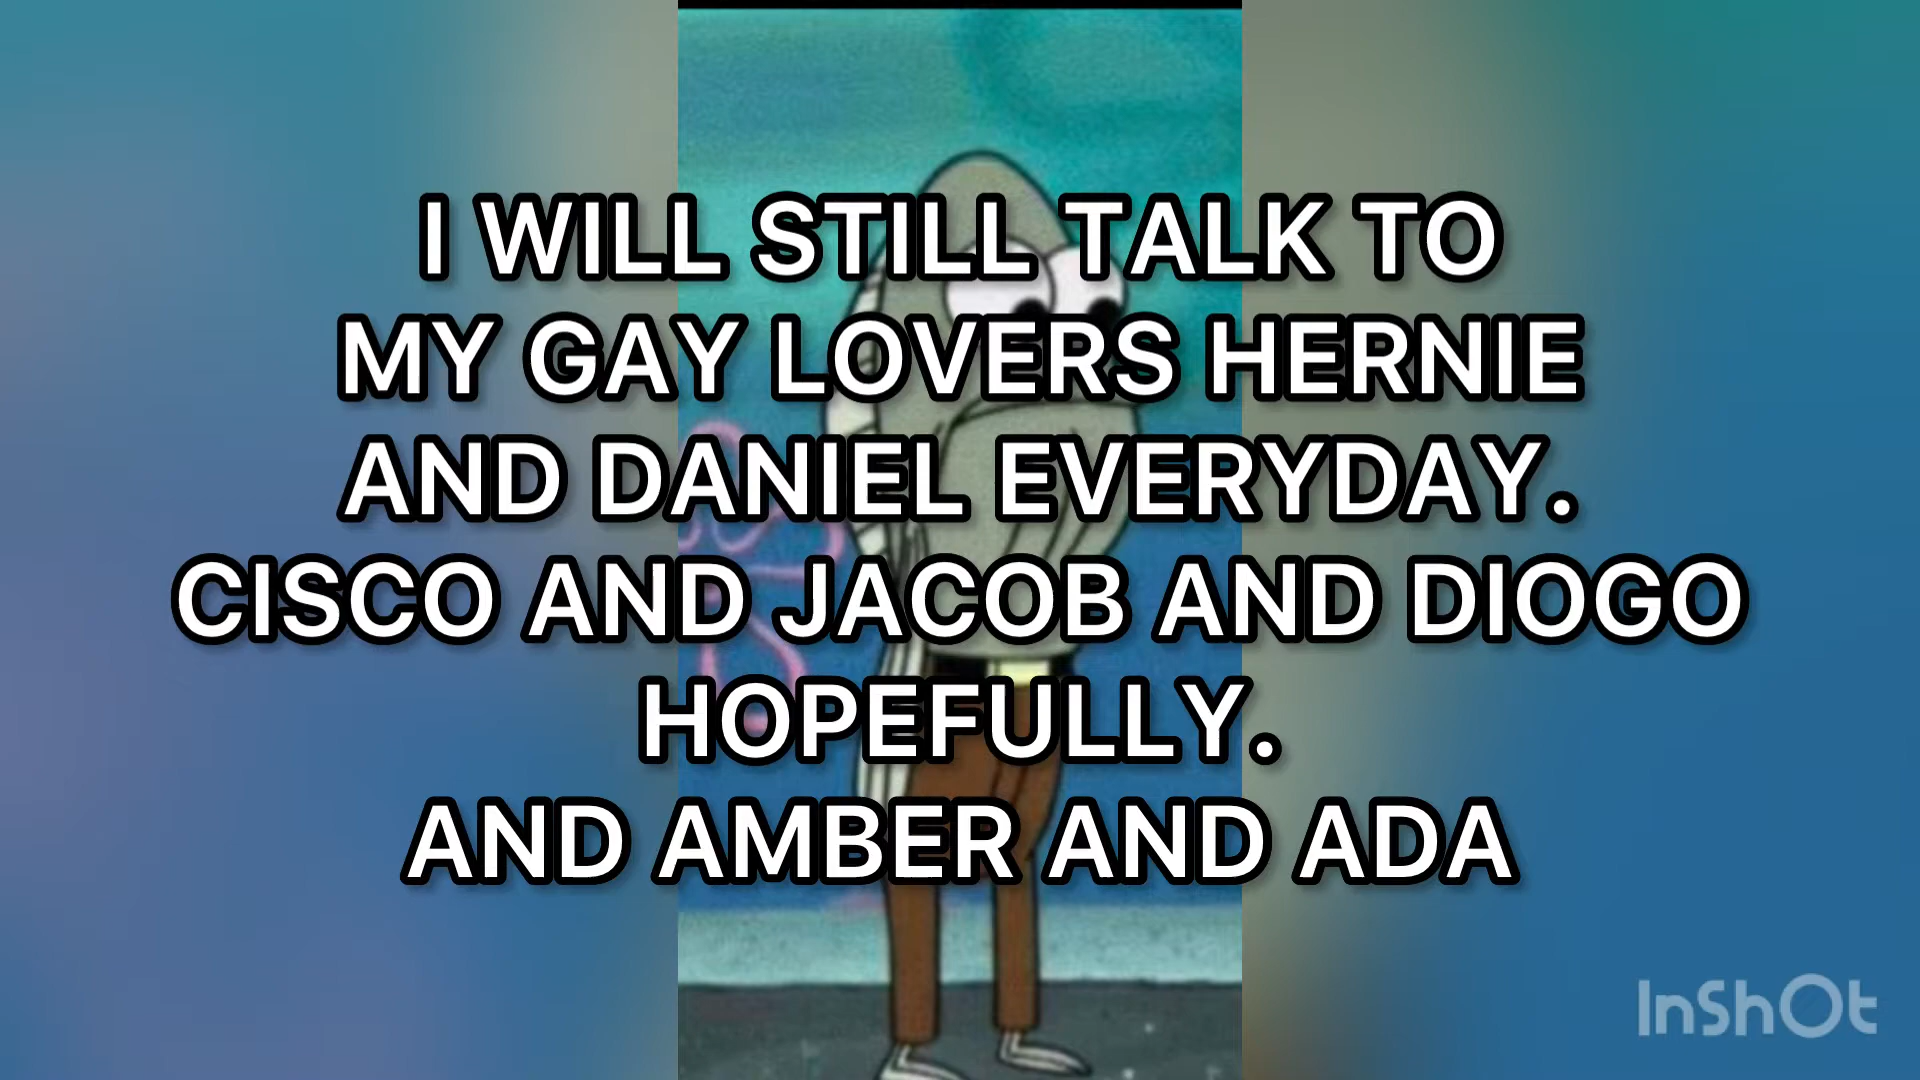 I WILL STILL TALK TO
MY GAY LOVERS HERNIE
AND DANIEL EVERYDAY.
CISCO AND JACOB AND DIOGO
HOPEFULLY.
AND AMBER AND ADA
InShOt